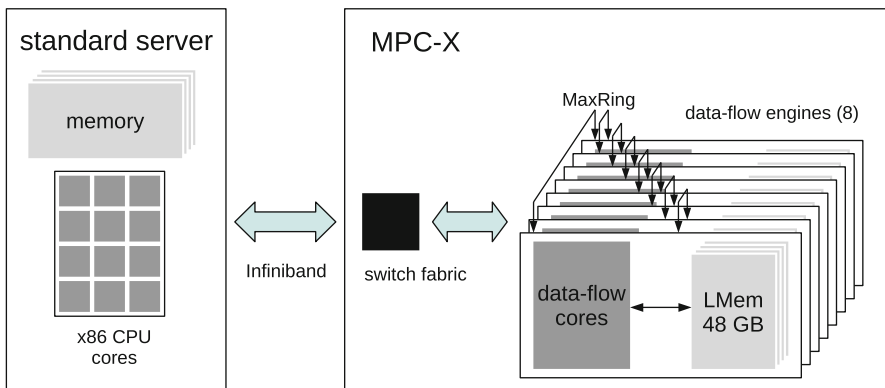 standard server
memory
x86 CPU
cores
Infiniband
MPC-X
switch fabric
MaxRing
data-flow engines (8)
data-flow
cores
LMem
48 GB